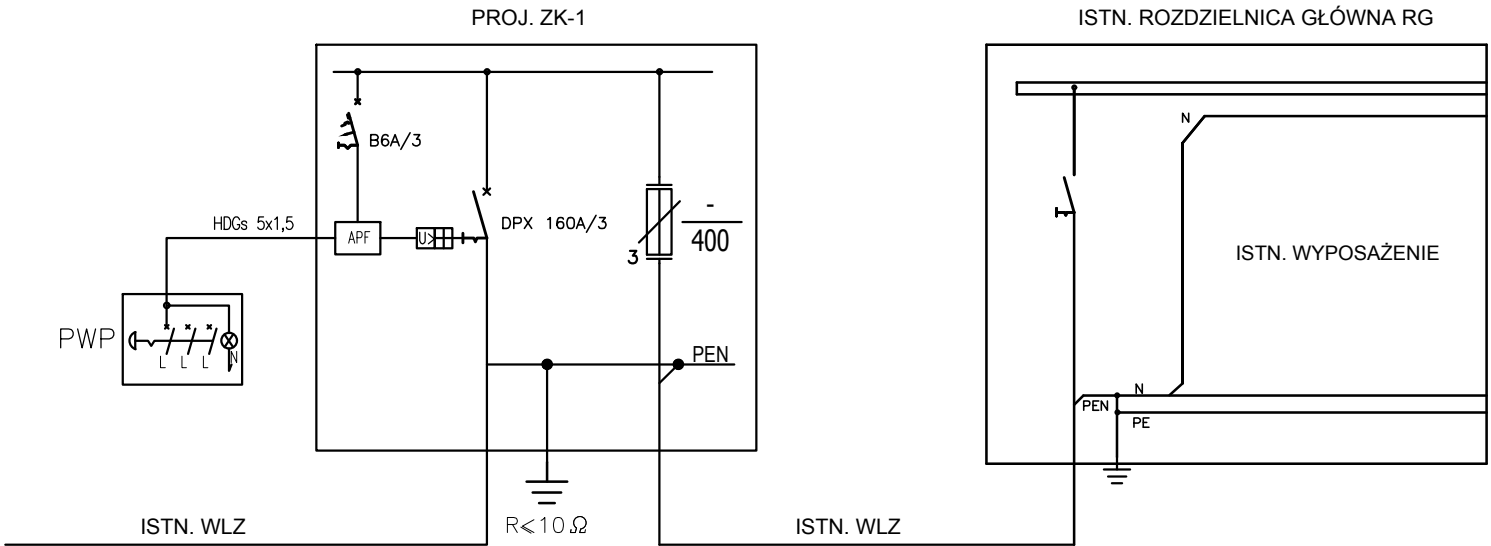 PROJ. ZK-1
ISTN. ROZDZIELNICA GŁÓWNA RG
B6A/3
N
HDGs 5x1,5
APF
U>
DPX 160A/3
-
400
3
ISTN. WYPOSAŻENIE
PWP
L L L N
PEN
PEN
N
PE
R≤10Ω
ISTN. WLZ
ISTN. WLZ